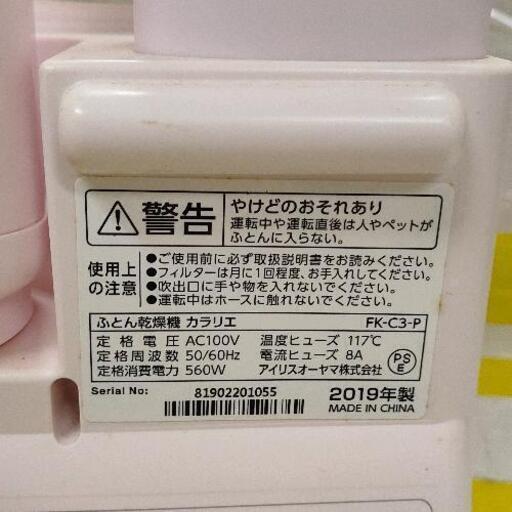 警告
やけどのおそれあり
運転中や運転直後は人やペットが
ふとんに入らない。
使用上
の注意
●ご使用前に必ず取扱説明書をお読みください。
●フィルターは月に1回程度、お手入れしてください。
●吹出口に手や物を入れないでください。
●運転中はホースに触れないでください。
ふとん乾燥機 カラリエ FK-C3-P
定格電圧 AC100V 温度ヒューズ 117℃
定格周波数 50/60Hz 電流ヒューズ 8A
定格消費電力 560W アイリスオーヤマ株式会社
PSE
Serial No: 81902201055
2019年製
MADE IN CHINA